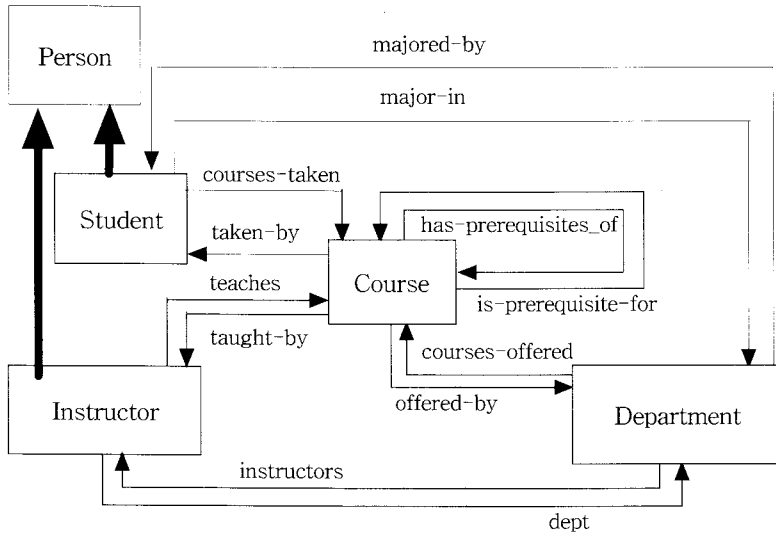 majored-by
Person
major-in
courses-taken
Student
has-prerequisites_of
taken-by
Course
teaches
is-prerequisite-for
taught-by
courses-offered
Instructor
offered-by
Department
instructors
dept